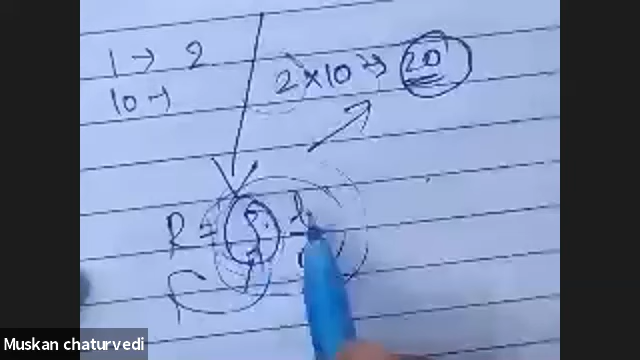 1 → 2
10 →
2 × 10 → 20
R = ρ. l
Muskan chaturvedi